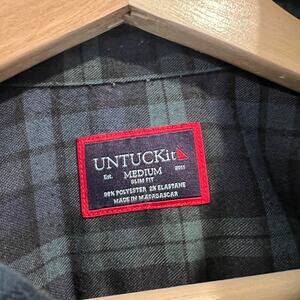 UNTUCKit
Est. MEDIUM 2011
SLIM FIT
98% POLYESTER 2% ELASTANE
MADE IN MADAGASCAR